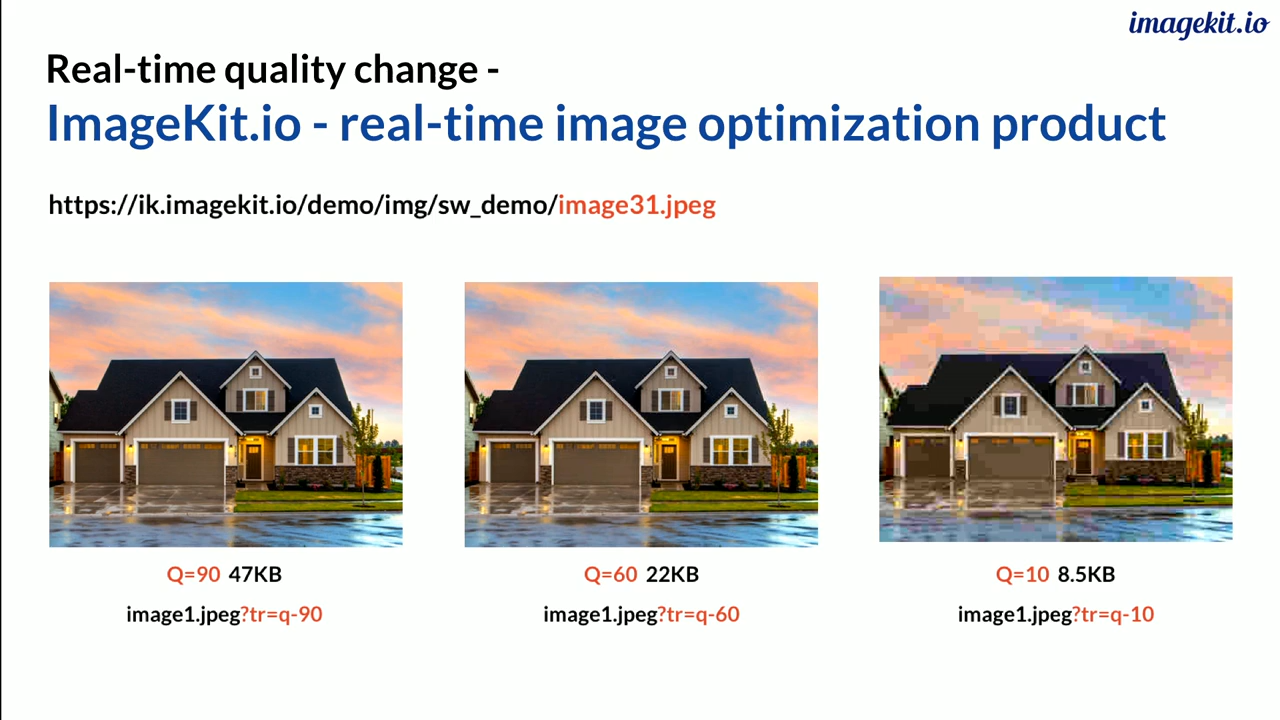 imagekit.io
Real-time quality change -
ImageKit.io - real-time image optimization product
https://ik.imagekit.io/demo/img/sw_demo/image31.jpeg
Q=90 47KB
image1.jpeg?tr=q-90
Q=60 22KB
image1.jpeg?tr=q-60
Q=10 8.5KB
image1.jpeg?tr=q-10